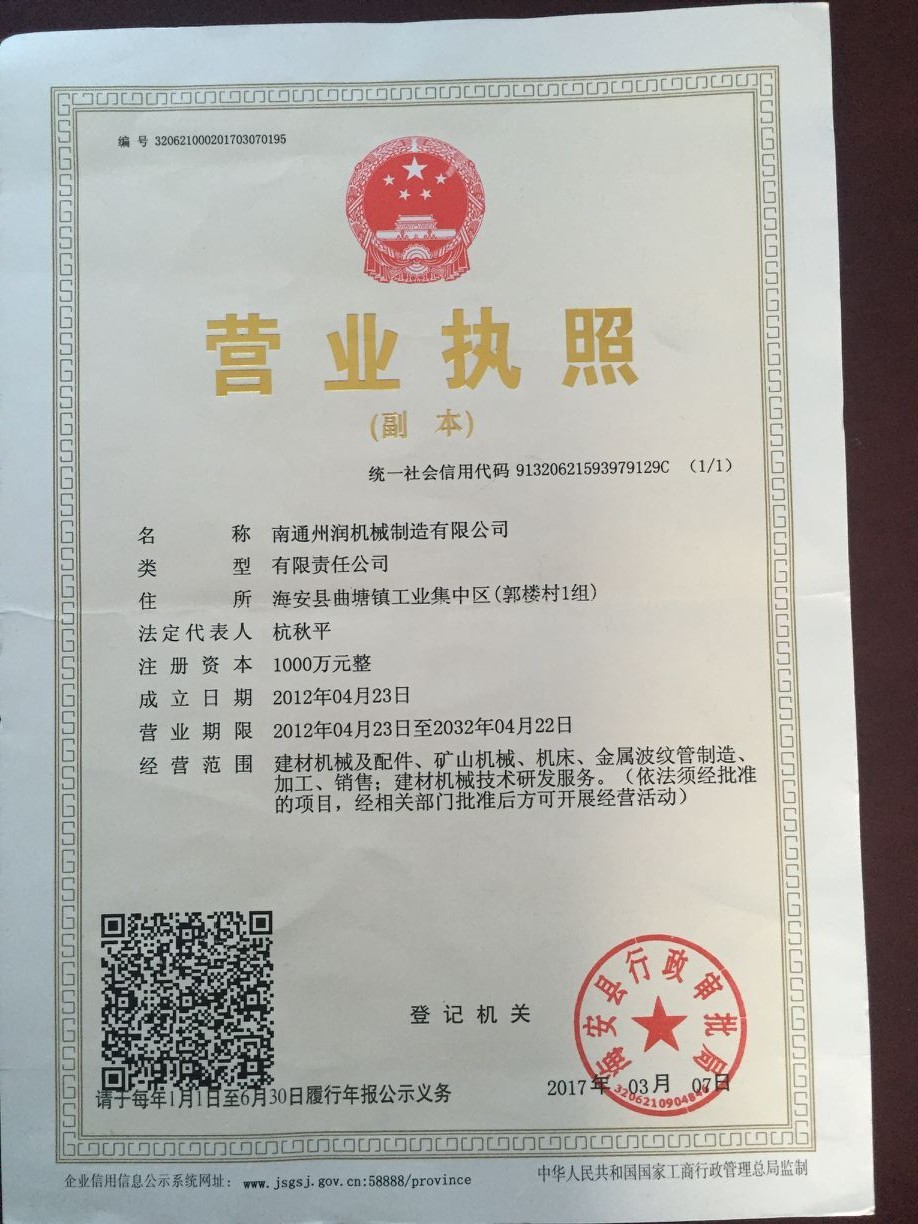 编号 320621000201703070195
营业执照
(副本)
统一社会信用代码 91320621593979129C (1/1)
名称 南通州润机械制造有限公司
类型 有限责任公司
住所 海安县曲塘镇工业集中区(郭楼村1组)
法定代表人 杭秋平
注册资本 1000万元整
成立日期 2012年04月23日
营业期限 2012年04月23日至2032年04月22日
经营范围 建材机械及配件、矿山机械、机床、金属波纹管制造、
加工、销售；建材机械技术研发服务。（依法须经批准
的项目，经相关部门批准后方可开展经营活动）
海安县行政审批局
登记机关
2017年 03月 07日
请于每年1月1日至6月30日履行年报公示义务
企业信用信息公示系统网址： www.jsgsj.gov.cn:58888/province
中华人民共和国国家工商行政管理总局监制